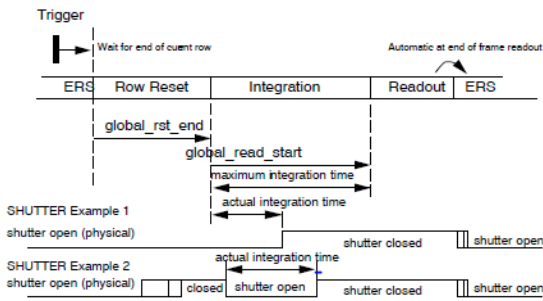 Trigger
Wait for end of cuent row
Automatic at end of frame readout
ERS Row Reset Integration Readout ERS
global_rst_end
global_read_start
maximum integration time
actual integration time
SHUTTER Example 1
shutter open (physical) shutter closed shutter open
SHUTTER Example 2
actual integration time
shutter open (physical) closed shutter open shutter closed shutter open